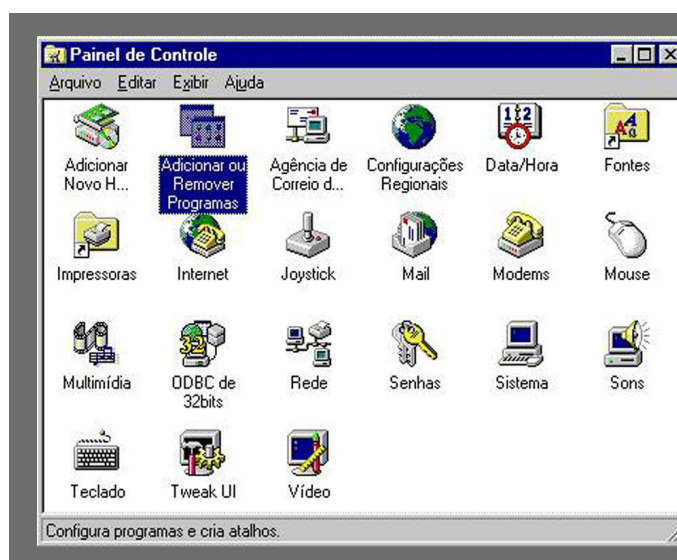 Painel de Controle
Arquivo Editar Exibir Ajuda
Adicionar Novo H...
Adicionar ou Remover Programas
Agência de Correio d...
Configurações Regionais
Data/Hora
Fontes
Impressoras
Internet
Joystick
Mail
Modems
Mouse
Multimídia
ODBC de 32bits
Rede
Senhas
Sistema
Sons
Teclado
Tweak UI
Vídeo
Configura programas e cria atalhos.